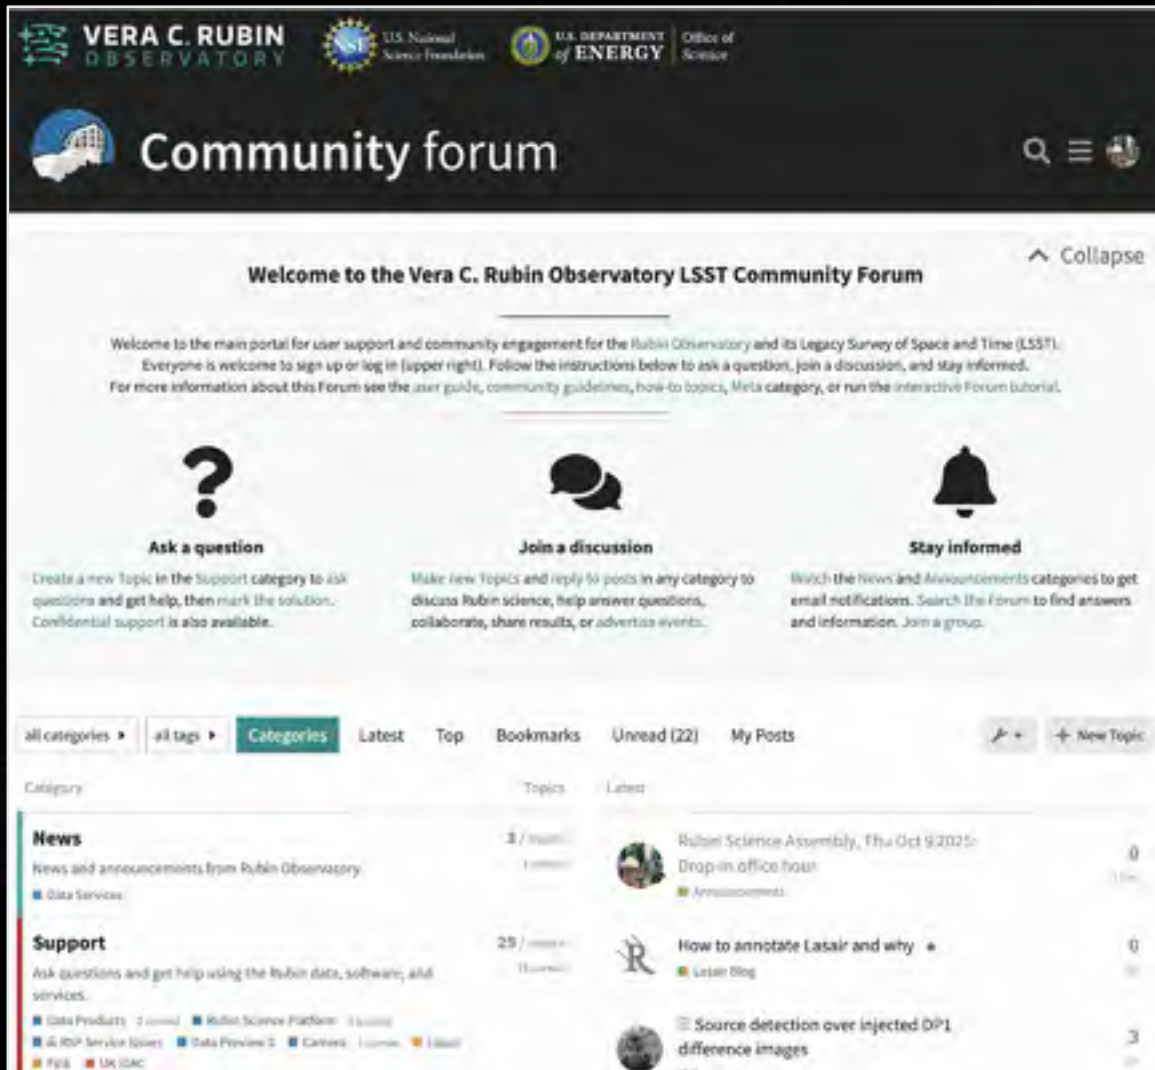 VERA C. RUBIN
OBSERVATORY
NSF
U.S. National
Science Foundation
U.S. DEPARTMENT
of ENERGY
Office of
Science
Community forum
Collapse
Welcome to the Vera C. Rubin Observatory LSST Community Forum
Welcome to the main portal for user support and community engagement for the Rubin Observatory and its Legacy Survey of Space and Time (LSST).
Everyone is welcome to sign up or log in (upper right). Follow the instructions below to ask a question, join a discussion, and stay informed.
For more information about this Forum see the user guide, community guidelines, how-to topics, Meta category, or run the interactive Forum tutorial.
Ask a question
Create a new Topic in the Support category to ask
questions and get help, then mark the solution.
Confidential support is also available.
Join a discussion
Make new Topics and reply to posts in any category to
discuss Rubin science, help answer questions,
collaborate, share results, or advertise events.
Stay informed
Watch the News and Announcements categories to get
email notifications. Search the Forum to find answers
and information. Join a group.
all categories all tags Categories Latest Top Bookmarks Unread (22) My Posts + New Topic
Category Topics Latest
News
3 /
News and announcements from Rubin Observatory
Data Services
Support
25 /
Ask questions and get help using the Rubin data, software, and
services.
Data Products Rubin Science Platform
RSP Service Issues Data Preview Camera
UK IDAC
Rubin Science Assembly, Thu Oct 9 2025:
Drop-in office hour
Announcements
0
How to annotate Lasair and why
Lasair Blog
0
Source detection over injected DP1
difference images
3